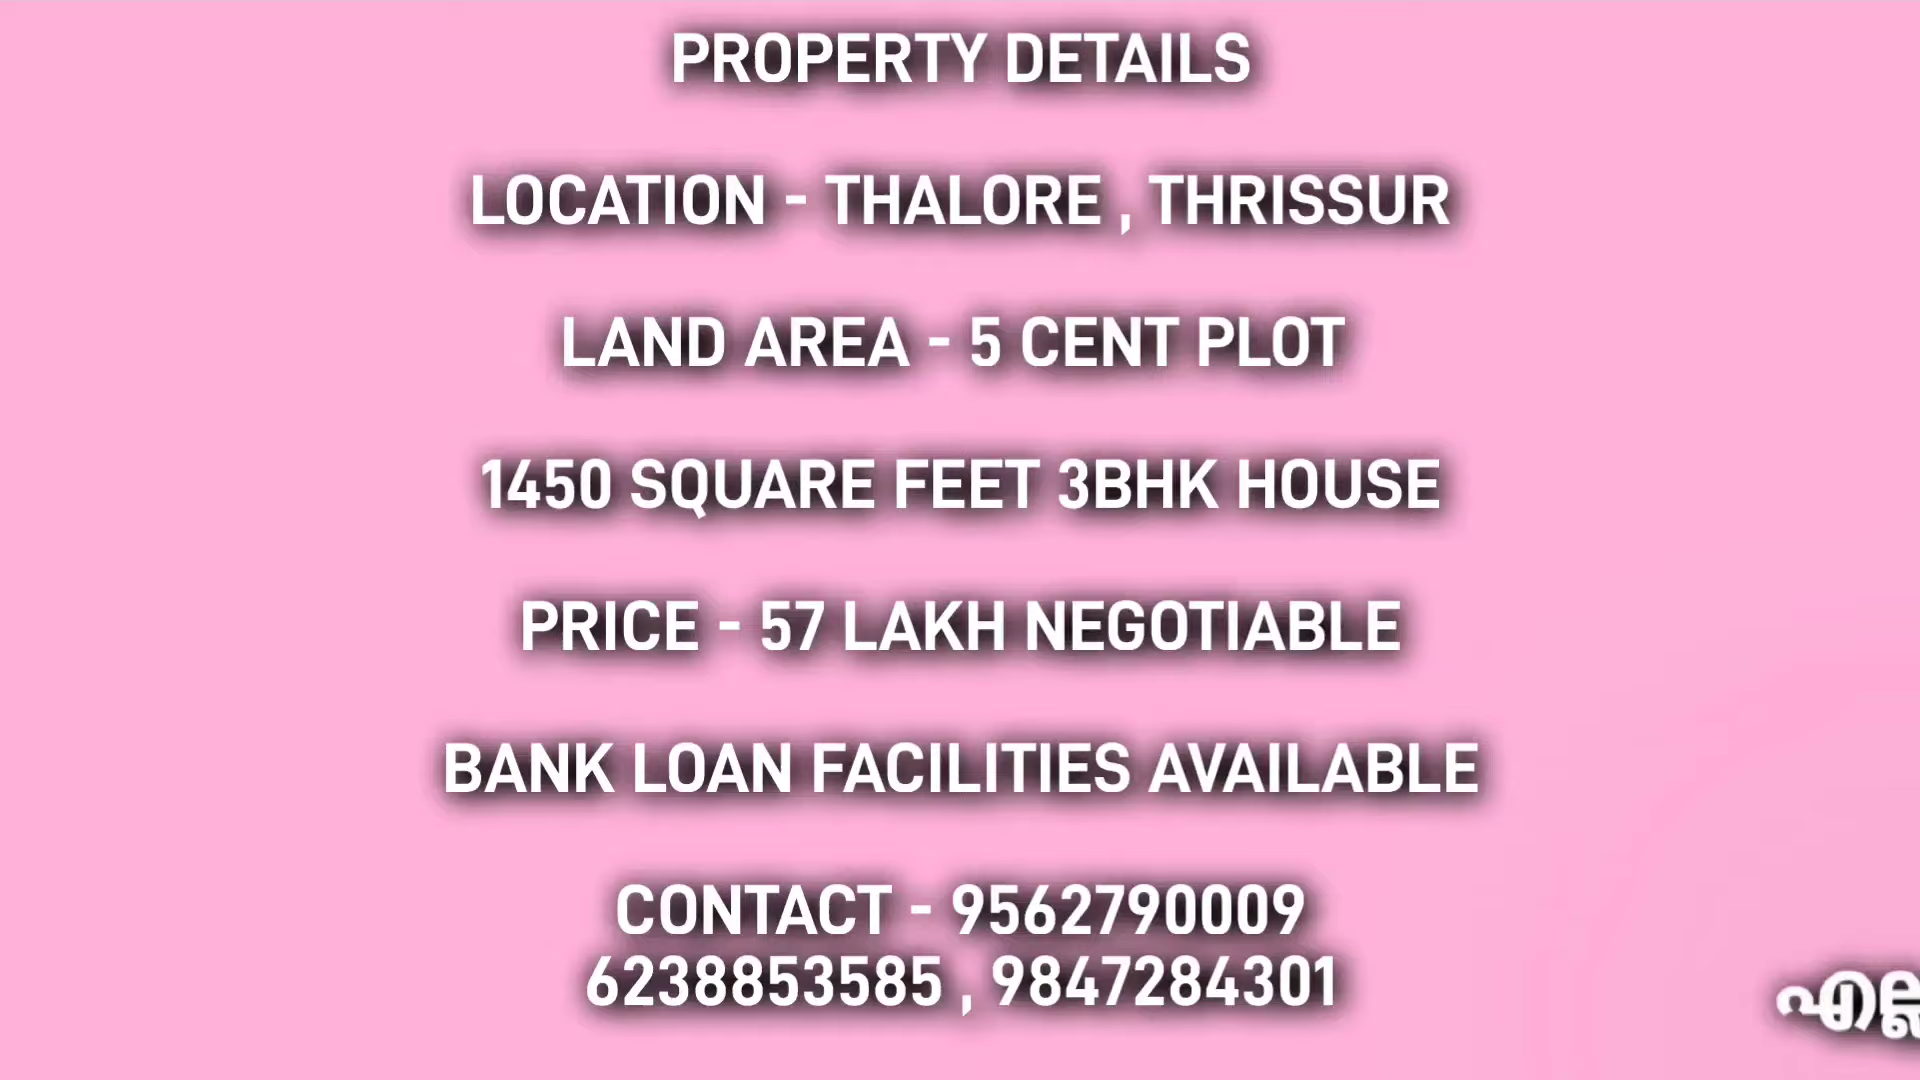 PROPERTY DETAILS
LOCATION - THALORE , THRISSUR
LAND AREA - 5 CENT PLOT
1450 SQUARE FEET 3BHK HOUSE
PRICE - 57 LAKH NEGOTIABLE
BANK LOAN FACILITIES AVAILABLE
CONTACT - 9562790009
6238853585 , 9847284301